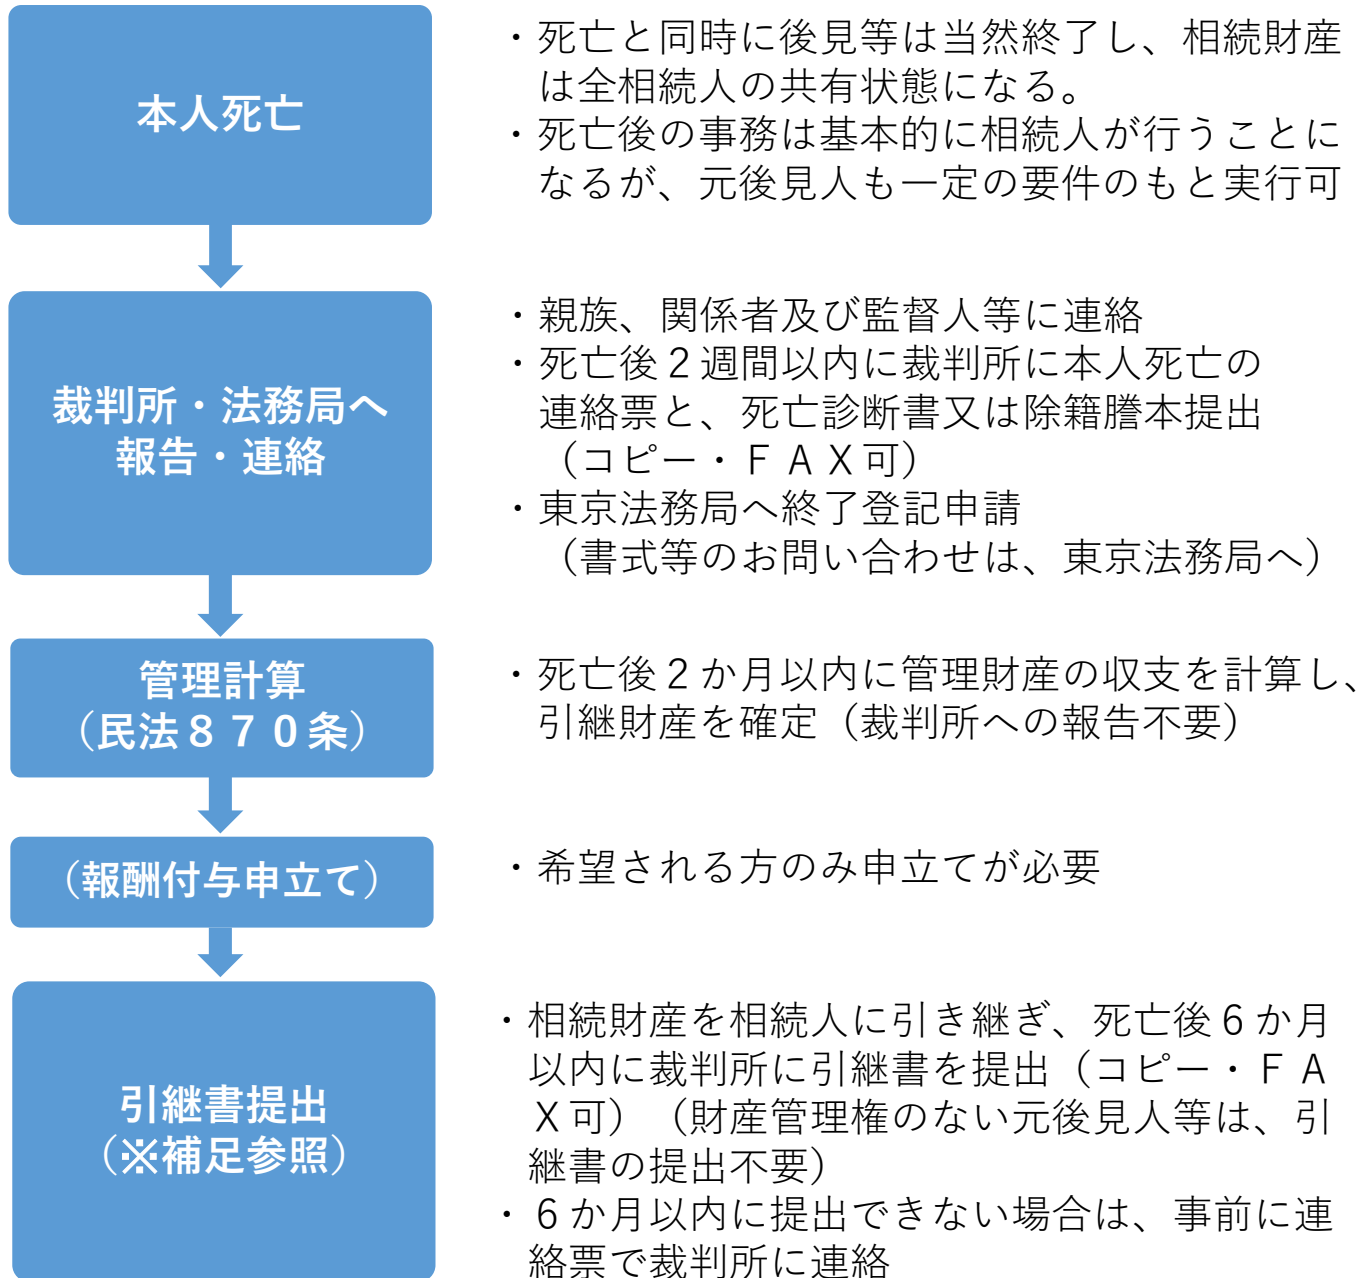 本人死亡
・死亡と同時に後見等は当然終了し、相続財産
は全相続人の共有状態になる。
・死亡後の事務は基本的に相続人が行うことに
なるが、元後見人も一定の要件のもと実行可
裁判所・法務局へ
報告・連絡
・親族、関係者及び監督人等に連絡
・死亡後２週間以内に裁判所に本人死亡の
連絡票と、死亡診断書又は除籍謄本提出
（コピー・ＦＡＸ可）
・東京法務局へ終了登記申請
（書式等のお問い合わせは、東京法務局へ）
管理計算
（民法８７０条）
・死亡後２か月以内に管理財産の収支を計算し、
引継財産を確定（裁判所への報告不要）
（報酬付与申立て）
・希望される方のみ申立てが必要
引継書提出
（※補足参照）
・相続財産を相続人に引き継ぎ、死亡後６か月
以内に裁判所に引継書を提出（コピー・ＦＡ
Ｘ可）（財産管理権のない元後見人等は、引
継書の提出不要）
・６か月以内に提出できない場合は、事前に連
絡票で裁判所に連絡